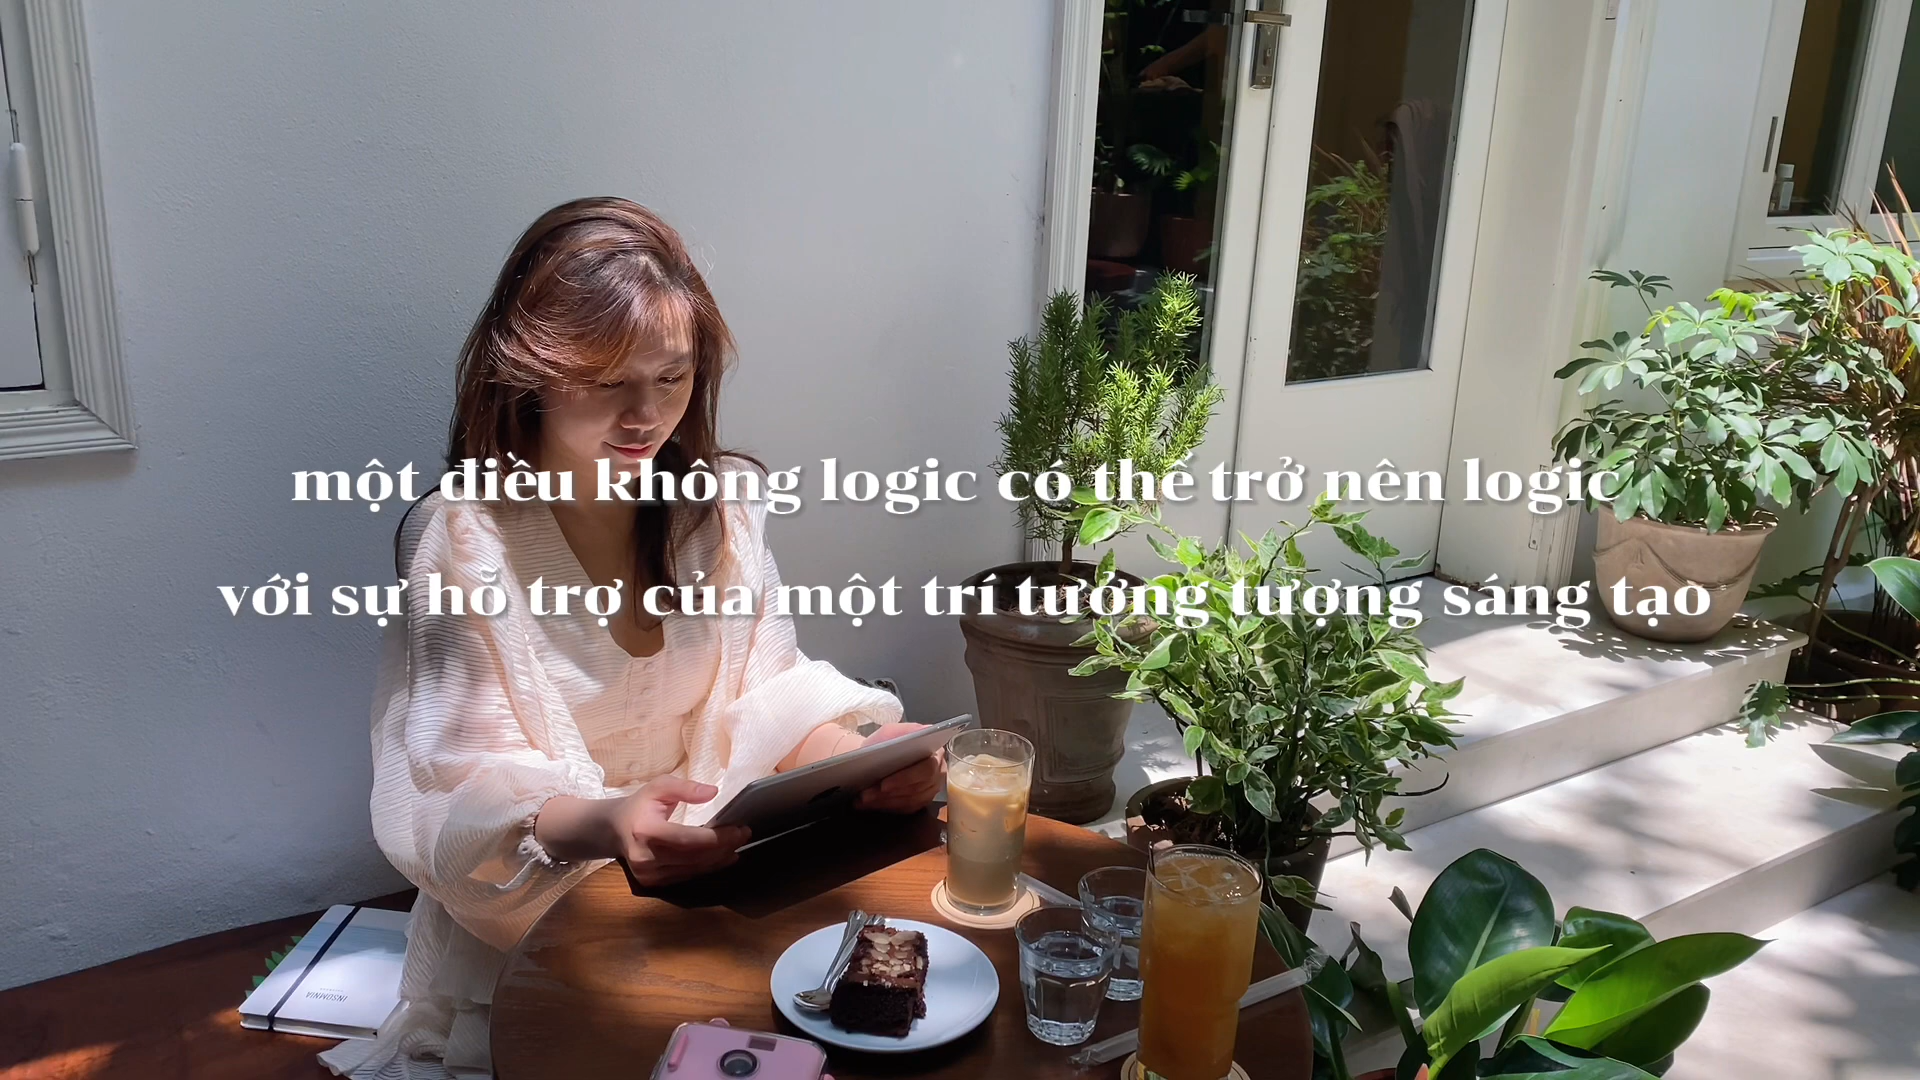 một điều không logic có thể trở nên logic
với sự hỗ trợ của một trí tưởng tượng sáng tạo
INSOMNIA